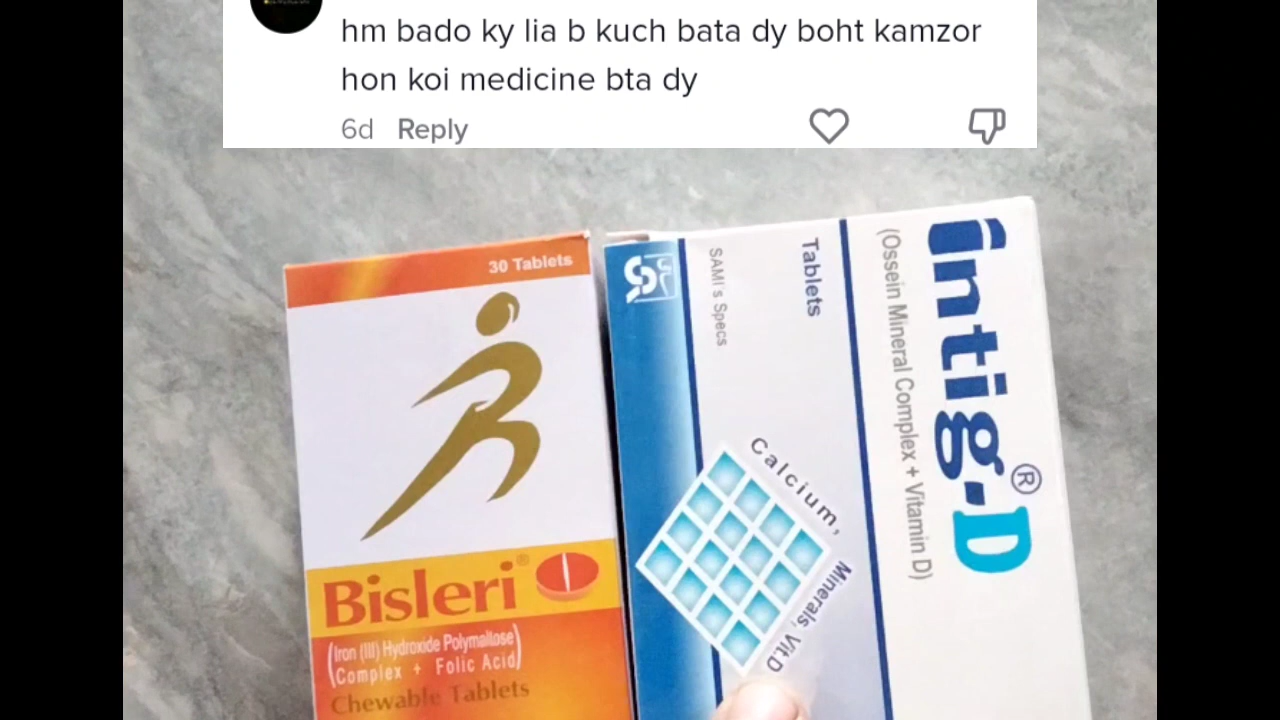 hm bado ky lia b kuch bata dy boht kamzor
hon koi medicine bta dy
6d Reply
30 Tablets
Bisleri®
(Iron (III) Hydroxide Polymaltose)
(Complex + Folic Acid)
Chewable Tablets
SAMI's Specs
Tablets
Calcium,
Minerals, Vit.D
intig-D®
(Ossein Mineral Complex + Vitamin D)